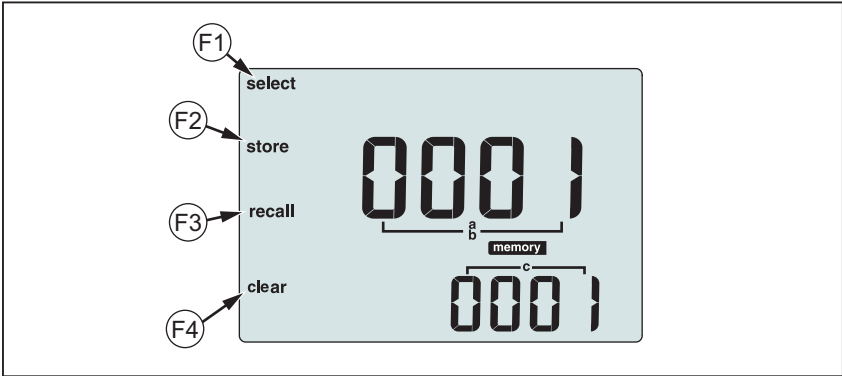 F1
select
F2
store
0001
F3
recall
a
b
memory
c
F4
clear
0001